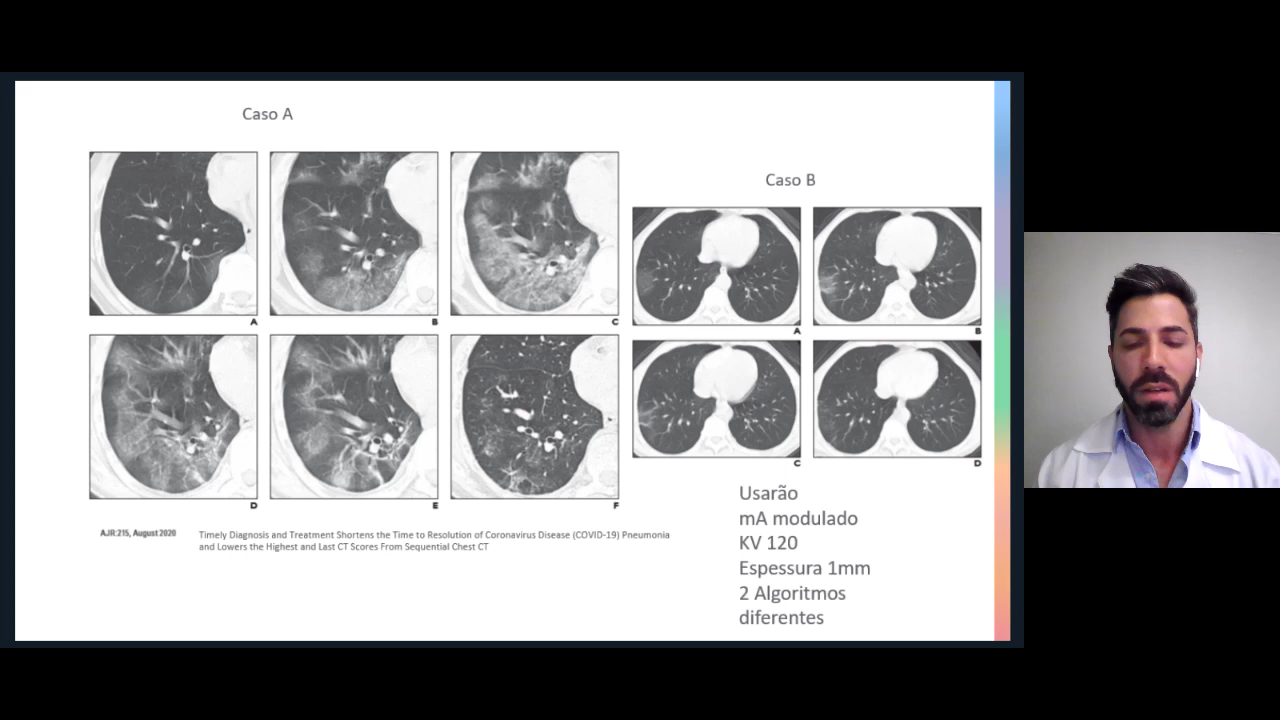 Caso A
Caso B
A
B
C
D
E
F
A
B
C
D
AJR:215, August 2020
Timely Diagnosis and Treatment Shortens the Time to Resolution of Coronavirus Disease (COVID-19) Pneumonia
and Lowers the Highest and Last CT Scores From Sequential Chest CT
Usarão
mA modulado
KV 120
Espessura 1mm
2 Algoritmos
diferentes